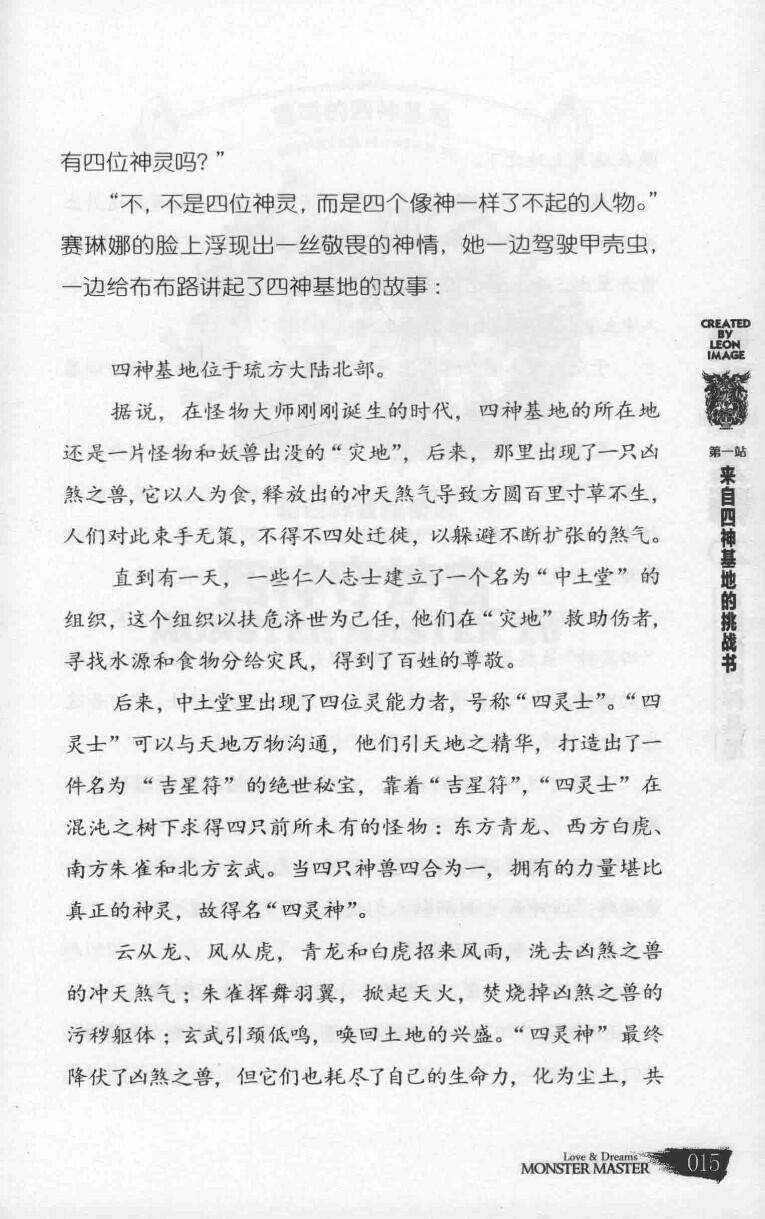 有四位神灵吗？”
“不，不是四位神灵，而是四个像神一样了不起的人物。”
赛琳娜的脸上浮现出一丝敬畏的神情，她一边驾驶甲壳虫，
一边给布布路讲起了四神基地的故事：
四神基地位于琉方大陆北部。
据说，在怪物大师刚刚诞生的时代，四神基地的所在地
还是一片怪物和妖兽出没的“灾地”，后来，那里出现了一只凶
煞之兽，它以人为食，释放出的冲天煞气导致方圆百里寸草不生，
人们对此束手无策，不得不四处迁徙，以躲避不断扩张的煞气。
直到有一天，一些仁人志士建立了一个名为“中土堂”的
组织，这个组织以扶危济世为己任，他们在“灾地”救助伤者，
寻找水源和食物分给灾民，得到了百姓的尊敬。
后来，中土堂里出现了四位灵能力者，号称“四灵士”。“四
灵士”可以与天地万物沟通，他们引天地之精华，打造出了一
件名为“吉星符”的绝世秘宝，靠着“吉星符”，“四灵士”在
混沌之树下求得四只前所未有的怪物：东方青龙、西方白虎、
南方朱雀和北方玄武。当四只神兽四合为一，拥有的力量堪比
真正的神灵，故得名“四灵神”。
云从龙、风从虎，青龙和白虎招来风雨，洗去凶煞之兽
的冲天煞气；朱雀挥舞羽翼，掀起天火，焚烧掉凶煞之兽的
污秽躯体；玄武引颈低鸣，唤回土地的兴盛。“四灵神”最终
降伏了凶煞之兽，但它们也耗尽了自己的生命力，化为尘土，共
CREATED
BY
LEON
IMAGE
第一站
来自四神基地的挑战书
Love & Dreams
MONSTER MASTER
015